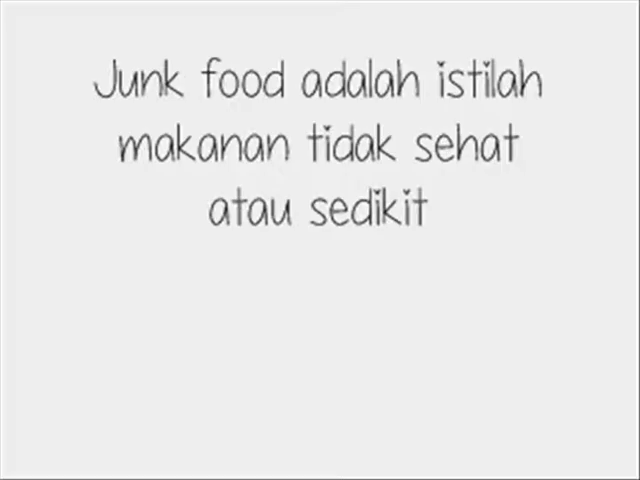 Junk food adalah istilah
makanan tidak sehat
atau sedikit